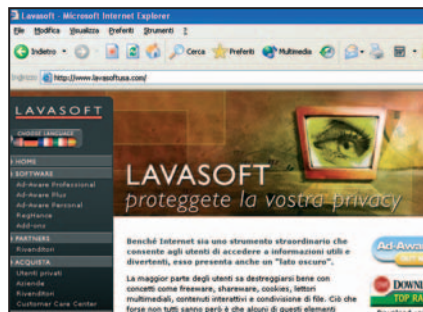 Lavasoft - Microsoft Internet Explorer
File Modifica Visualizza Preferiti Strumenti ?
Indietro Cerca Preferiti Multimedia
Indirizzo http://www.lavasoftusa.com/
LAVASOFT
CHOOSE LANGUAGE
HOME
SOFTWARE
Ad-Aware Professional
Ad-Aware Plus
Ad-Aware Personal
RegHance
Add-ons
PARTNERS
Rivenditori
ACQUISTA
Utenti privati
Aziende
Rivenditori
Customer Care Center
LAVASOFT
proteggete la vostra privacy
Benché Internet sia uno strumento straordinario che
consente agli utenti di accedere a informazioni utili e
divertenti, esso presenta anche un "lato oscuro".
La maggior parte degli utenti sa destreggiarsi bene con
concetti come freeware, shareware, cookies, lettori
multimediali, contenuti interattivi e condivisione di file. Ciò che
forse non tutti sanno però è che alcuni di questi elementi
Ad-Awa
DOWNL
TOP RA